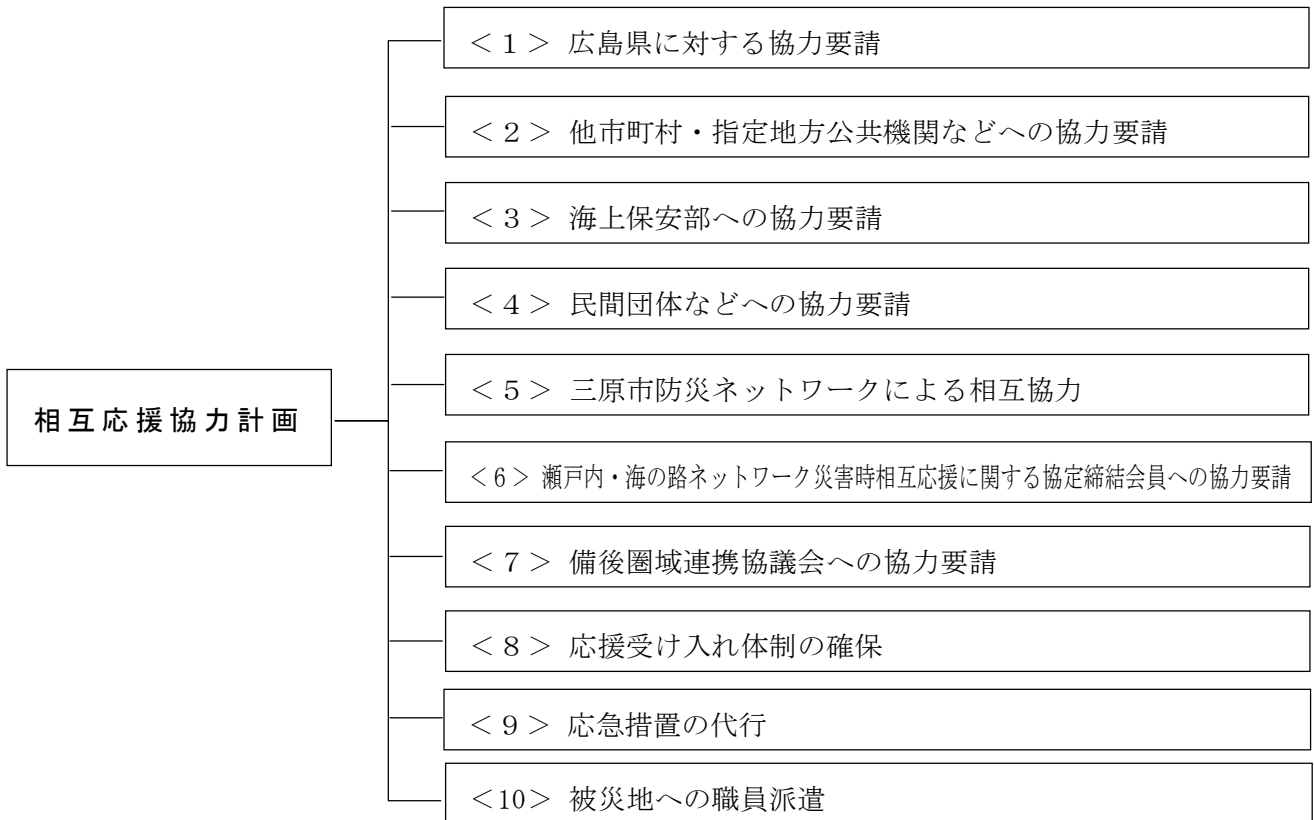 相互応援協力計画
＜１＞ 広島県に対する協力要請
＜２＞ 他市町村・指定地方公共機関などへの協力要請
＜３＞ 海上保安部への協力要請
＜４＞ 民間団体などへの協力要請
＜５＞ 三原市防災ネットワークによる相互協力
＜６＞ 瀬戸内・海の路ネットワーク災害時相互応援に関する協定締結会員への協力要請
＜７＞ 備後圏域連携協議会への協力要請
＜８＞ 応援受け入れ体制の確保
＜９＞ 応急措置の代行
＜10＞ 被災地への職員派遣